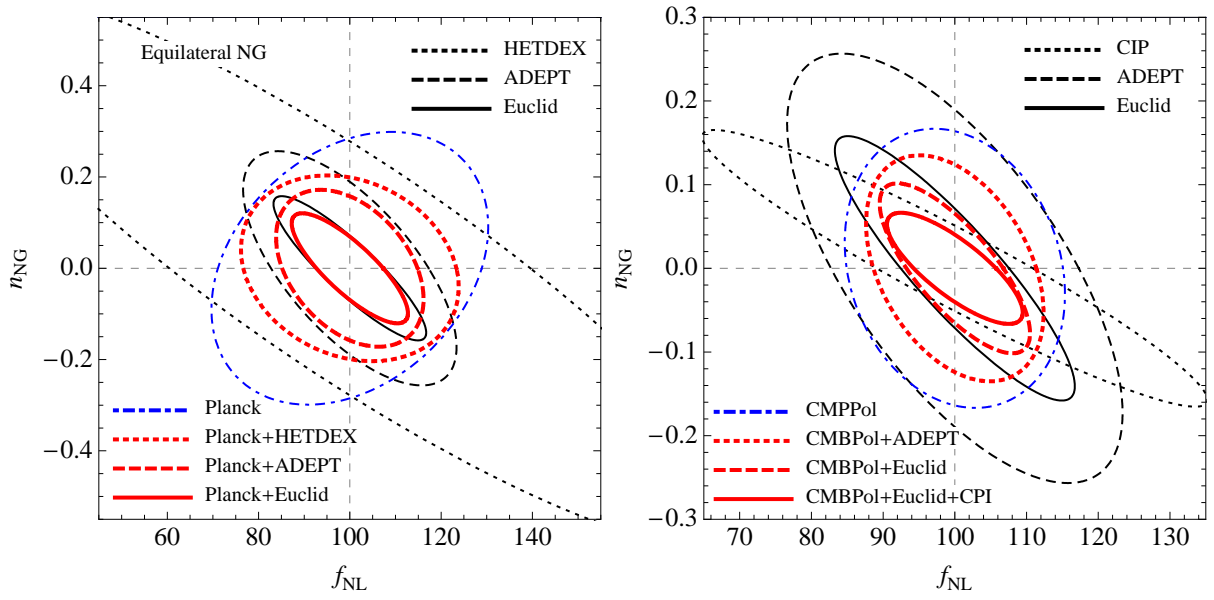 Equilateral NG
HETDEX
ADEPT
Euclid
0.4
0.2
0.0
−0.2
−0.4
n_NG
Planck
Planck+HETDEX
Planck+ADEPT
Planck+Euclid
60 80 100 120 140
f_NL
CIP
ADEPT
Euclid
0.3
0.2
0.1
0.0
−0.1
−0.2
−0.3
n_NG
CMPPol
CMBPol+ADEPT
CMBPol+Euclid
CMBPol+Euclid+CPI
70 80 90 100 110 120 130
f_NL